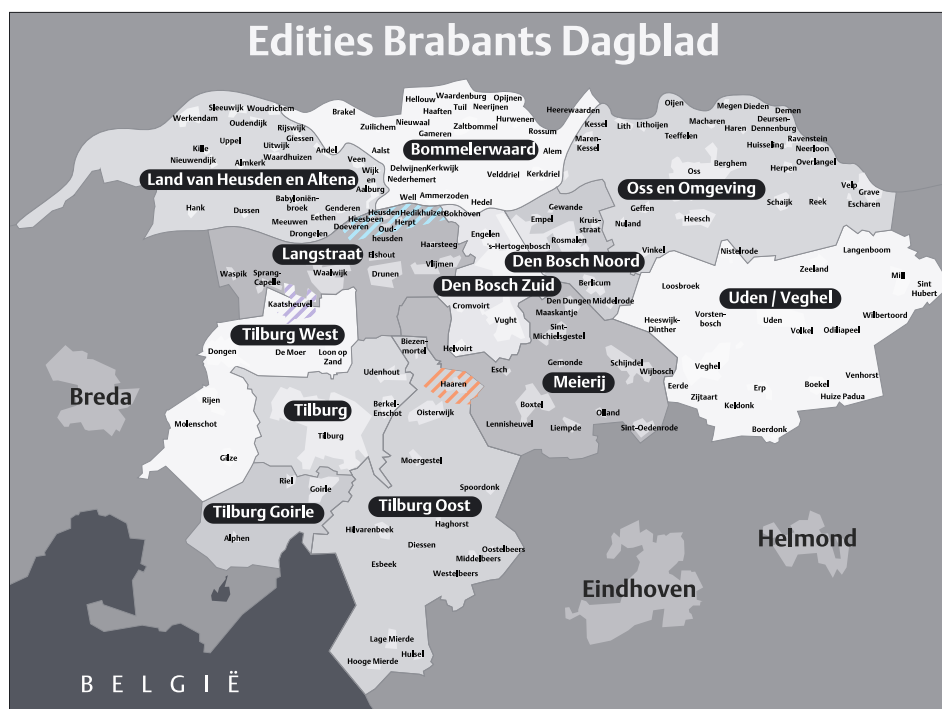 Edities Brabants Dagblad
Sleeuwijk
Woudrichem
Werkendam
Oudendijk
Rijswijk
Uppel
Uitwijk
Giessen
Kille
Andel
Nieuwendijk
Almkerk
Waardhuizen
Veen
Land van Heusden en Altena
Wijk
en
Aalburg
Hank
Dussen
Babyloniën-
broek
Genderen
Meeuwen
Eethen
Drongelen
Doeveren
Heesbeen
Heusden
Hedikhuizen
Herpt
Oud-
heusden
Bokhoven
Brakel
Hellouw
Waardenburg
Opijnen
Haaften
Tuil
Neerijnen
Zuilichem
Nieuwaal
Hurwenen
Gameren
Zaltbommel
Rossum
Heerewaarden
Aalst
Bommelerwaard
Alem
Delwijnen
Kerkwijk
Nederhemert
Velddriel
Kerkdriel
Well
Ammerzoden
Hedel
Oijen
Megen
Dieden
Demen
Kessel
Lith
Lithoijen
Macharen
Deursen-
Dennenburg
Teeffelen
Haren
Ravenstein
Maren-
Kessel
Huisseling
Neerloon
Berghem
Overlangel
Oss
Herpen
Oss en Omgeving
Velp
Grave
Geffen
Schaijk
Reek
Escharen
Nuland
Heesch
Vinkel
Nistelrode
Langstraat
Elshout
Haarsteeg
Vlijmen
Waspik
Sprang-
Capelle
Waalwijk
Drunen
Gewande
Empel
Kruis-
straat
Engelen
's-Hertogenbosch
Rosmalen
Den Bosch Noord
Den Bosch Zuid
Berlicum
Cromvoirt
Vught
Den Dungen
Middelrode
Maaskantje
Sint-
Michielsgestel
Langenboom
Zeeland
Mill
Loosbroek
Sint
Hubert
Uden / Veghel
Wilbertoord
Heeswijk-
Dinther
Vorsten-
bosch
Uden
Volkel
Odiliapeel
Veghel
Venhorst
Eerde
Erp
Boekel
Zijtaart
Keldonk
Huize Padua
Boerdonk
Kaatsheuvel
Tilburg West
Dongen
De Moer
Loon op
Zand
Rijen
Molenschot
Gilze
Biezen-
mortel
Helvoirt
Udenhout
Haaren
Esch
Gemonde
Schijndel
Wijbosch
Meierij
Boxtel
Olland
Lennisheuvel
Liempde
Sint-Oedenrode
Breda
Tilburg
Berkel-
Enschot
Tilburg
Oisterwijk
Moergestel
Riel
Goirle
Tilburg Goirle
Alphen
Spoordonk
Tilburg Oost
Hilvarenbeek
Haghorst
Diessen
Oostelbeers
Esbeek
Middelbeers
Westelbeers
Lage Mierde
Hulsel
Hooge Mierde
Helmond
Eindhoven
BELGIË